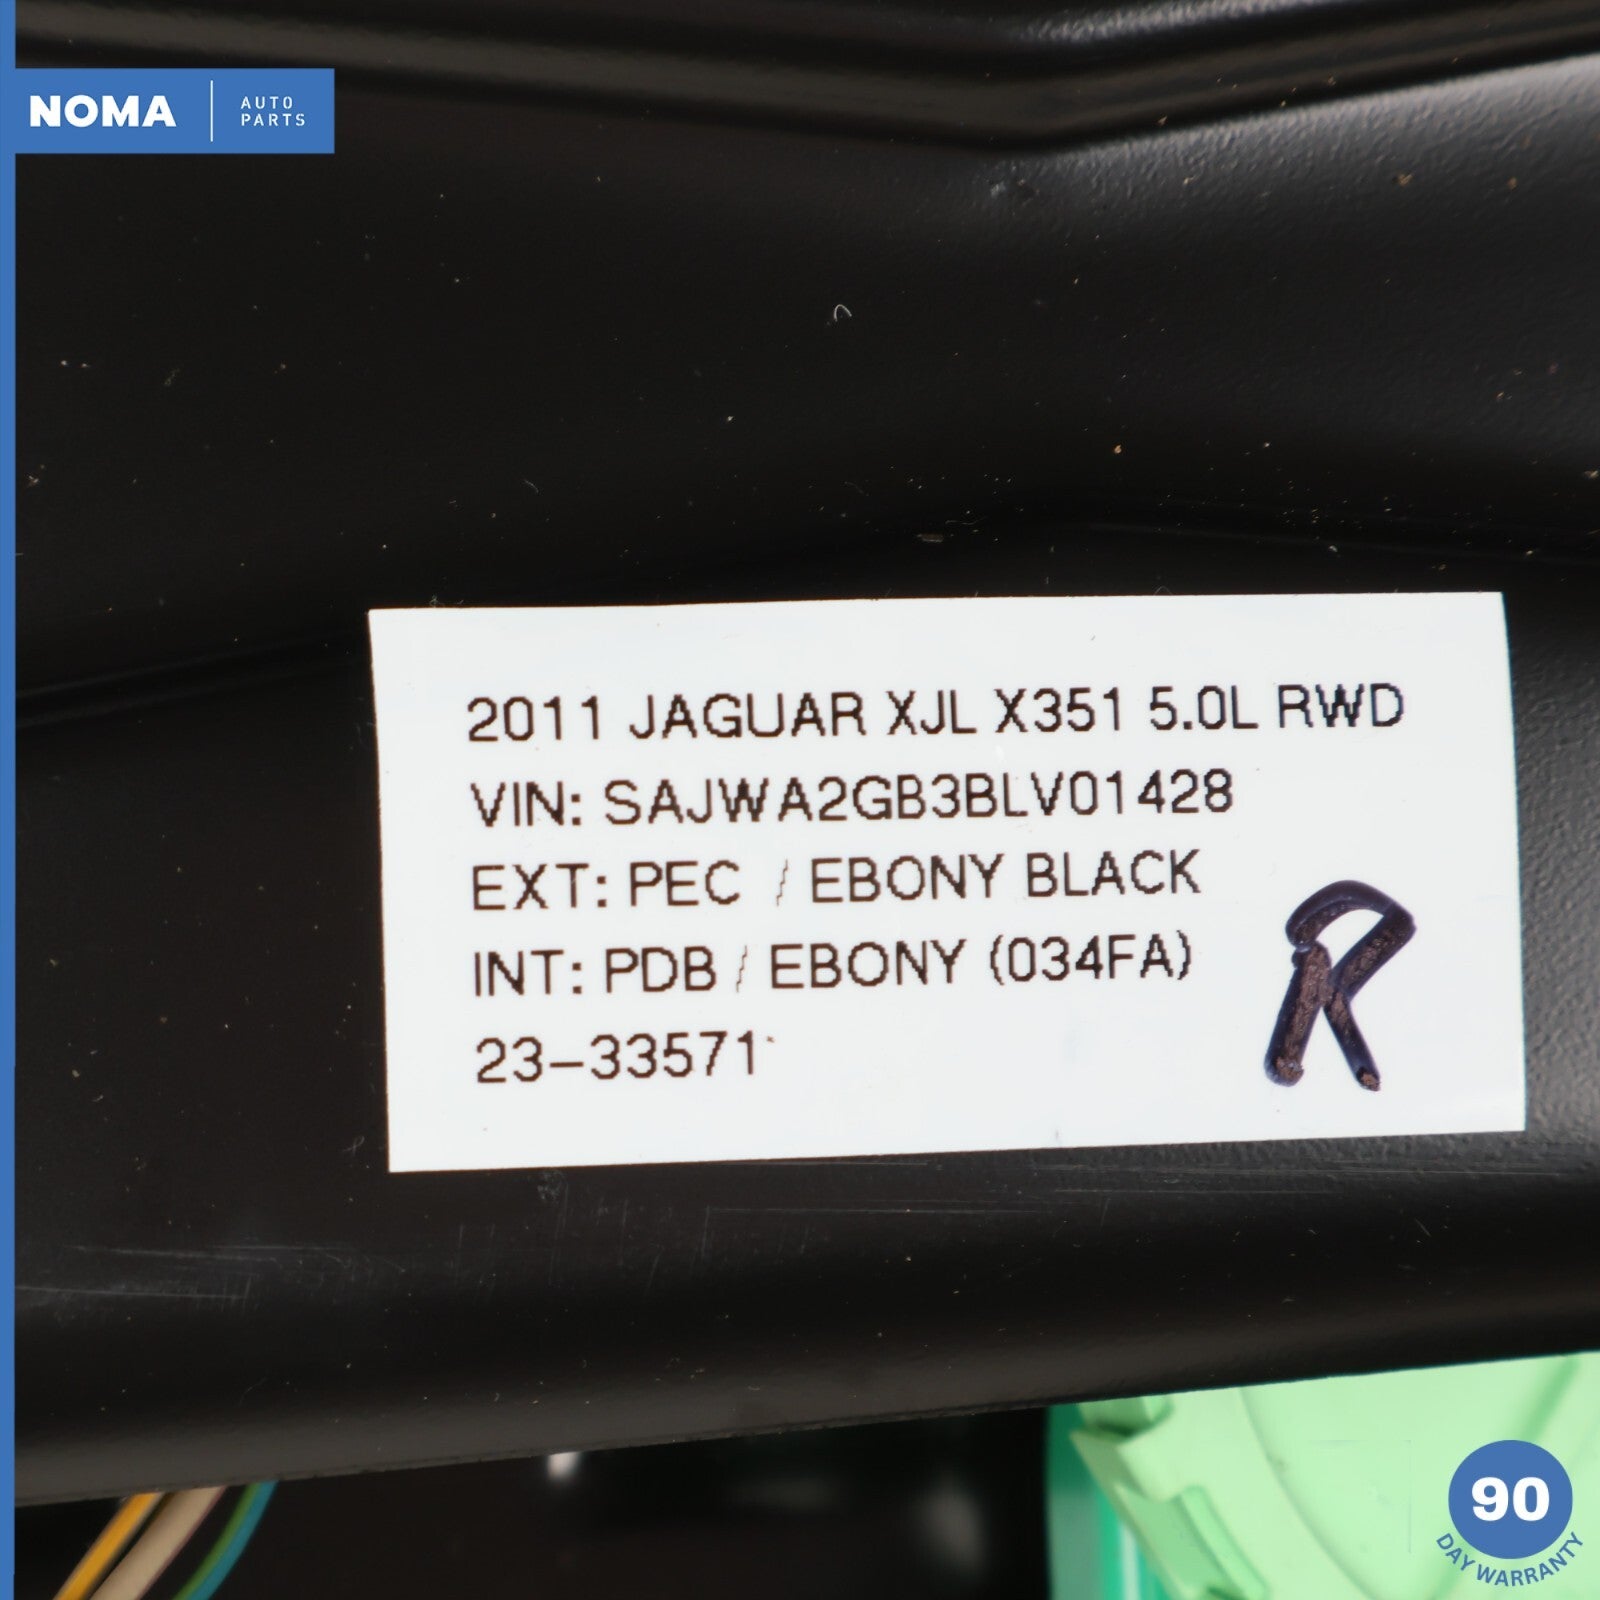 NOMA
AUTO
PARTS
2011 JAGUAR XJL X351 5.0L RWD
VIN: SAJWA2GB3BLV01428
EXT: PEC / EBONY BLACK
INT: PDB / EBONY (034FA)
23-33571
R
90
DAY WARRANTY